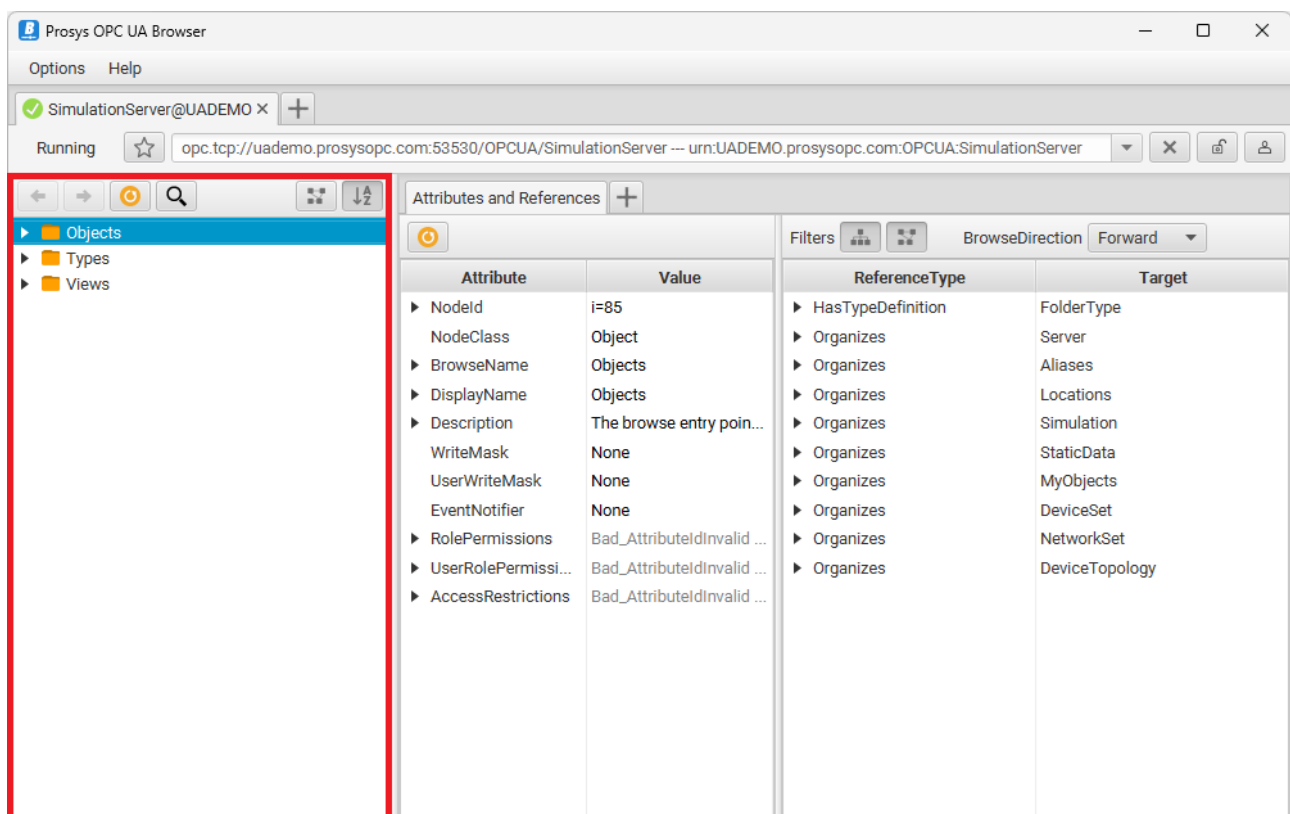 Prosys OPC UA Browser
Options Help
SimulationServer@UADEMO
Running opc.tcp://uademo.prosysopc.com:53530/OPCUA/SimulationServer --- urn:UADEMO.prosysopc.com:OPCUA:SimulationServer
Objects
Types
Views
Attributes and References
Filters BrowseDirection Forward
Attribute Value
NodeId i=85
NodeClass Object
BrowseName Objects
DisplayName Objects
Description The browse entry poin...
WriteMask None
UserWriteMask None
EventNotifier None
RolePermissions Bad_AttributeIdInvalid ...
UserRolePermissi... Bad_AttributeIdInvalid ...
AccessRestrictions Bad_AttributeIdInvalid ...
ReferenceType Target
HasTypeDefinition FolderType
Organizes Server
Organizes Aliases
Organizes Locations
Organizes Simulation
Organizes StaticData
Organizes MyObjects
Organizes DeviceSet
Organizes NetworkSet
Organizes DeviceTopology